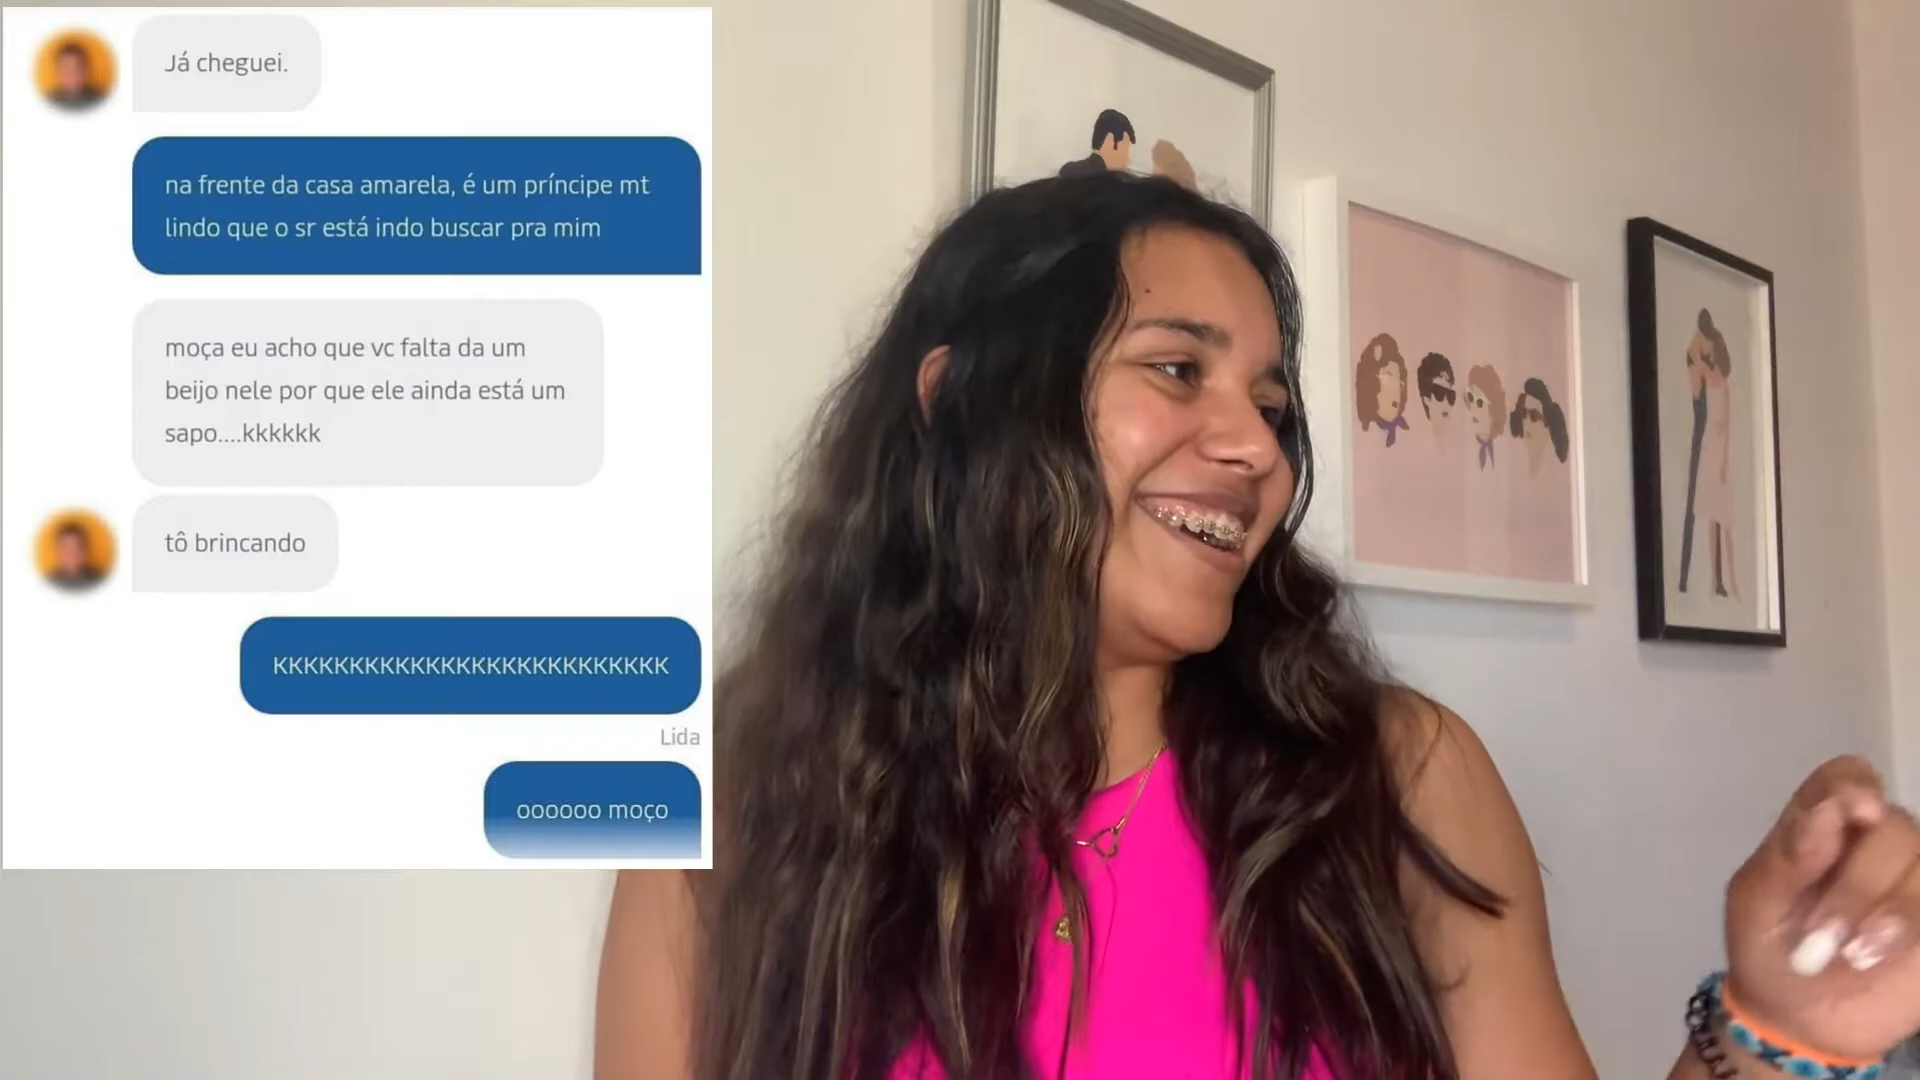 Já cheguei.
na frente da casa amarela, é um príncipe mt
lindo que o sr está indo buscar pra mim
moça eu acho que vc falta da um
beijo nele por que ele ainda está um
sapo....kkkkkk
tô brincando
KKKKKKKKKKKKKKKKKKKKKKKKKK
Lida
oooooo moço